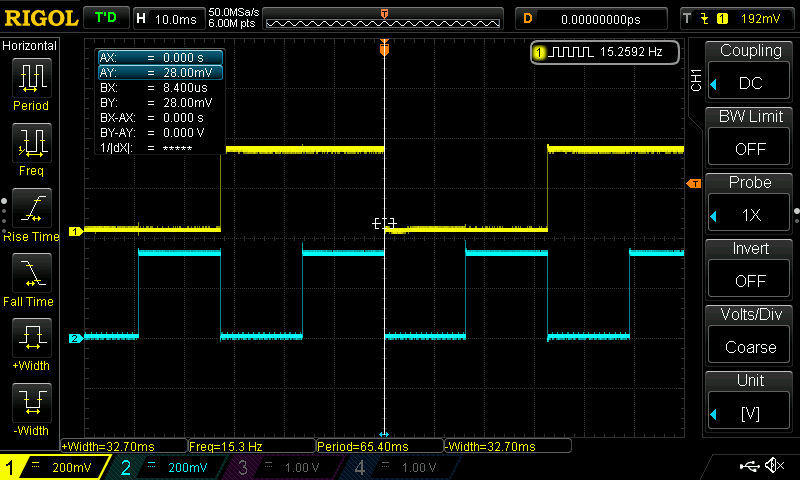 RIGOL T'D H 10.0ms 50.0MSa/s 6.00M pts T D 0.00000000ps T 1 192mV
Horizontal
Period
Freq
Rise Time
Fall Time
+Width
-Width
AX: = 0.000 s
AY: = 28.00mV
BX: = 8.400us
BY: = 28.00mV
BX-AX: = 0.000 s
BY-AY: = 0.000 V
1/|dX|: = *****
T
1 15.2592 Hz
1
2
T
CH1
Coupling
DC
BW Limit
OFF
Probe
1X
Invert
OFF
Volts/Div
Coarse
Unit
[V]
+Width=32.70ms Freq=15.3 Hz Period=65.40ms -Width=32.70ms
1 200mV 2 200mV 3 1.00 V 4 1.00 V